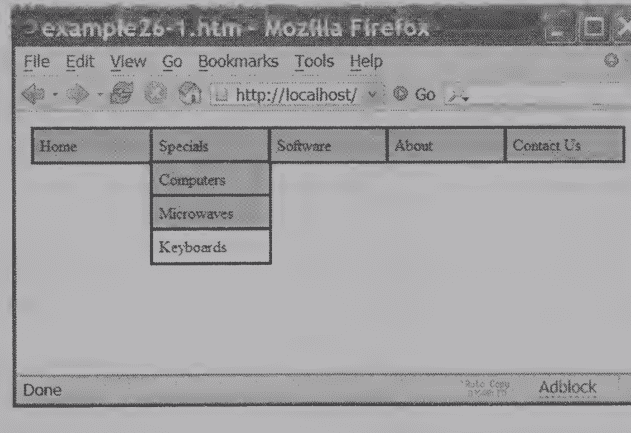 example26-1.htm - Mozilla Firefox
File Edit View Go Bookmarks Tools Help
http://localhost/ Go
Home Specials Software About Contact Us
Computers
Microwaves
Keyboards
Done Adblock